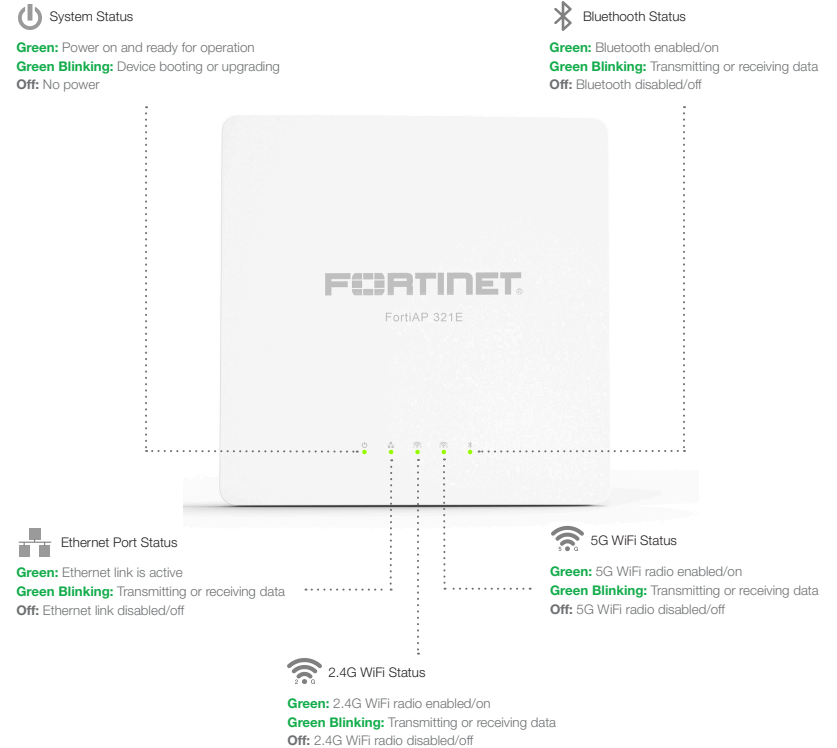 System Status
Green: Power on and ready for operation
Green Blinking: Device booting or upgrading
Off: No power
Bluethooth Status
Green: Bluetooth enabled/on
Green Blinking: Transmitting or receiving data
Off: Bluetooth disabled/off
FORTINET®
FortiAP 321E
Ethernet Port Status
Green: Ethernet link is active
Green Blinking: Transmitting or receiving data
Off: Ethernet link disabled/off
5G
5G WiFi Status
Green: 5G WiFi radio enabled/on
Green Blinking: Transmitting or receiving data
Off: 5G WiFi radio disabled/off
2●G
2.4G WiFi Status
Green: 2.4G WiFi radio enabled/on
Green Blinking: Transmitting or receiving data
Off: 2.4G WiFi radio disabled/off